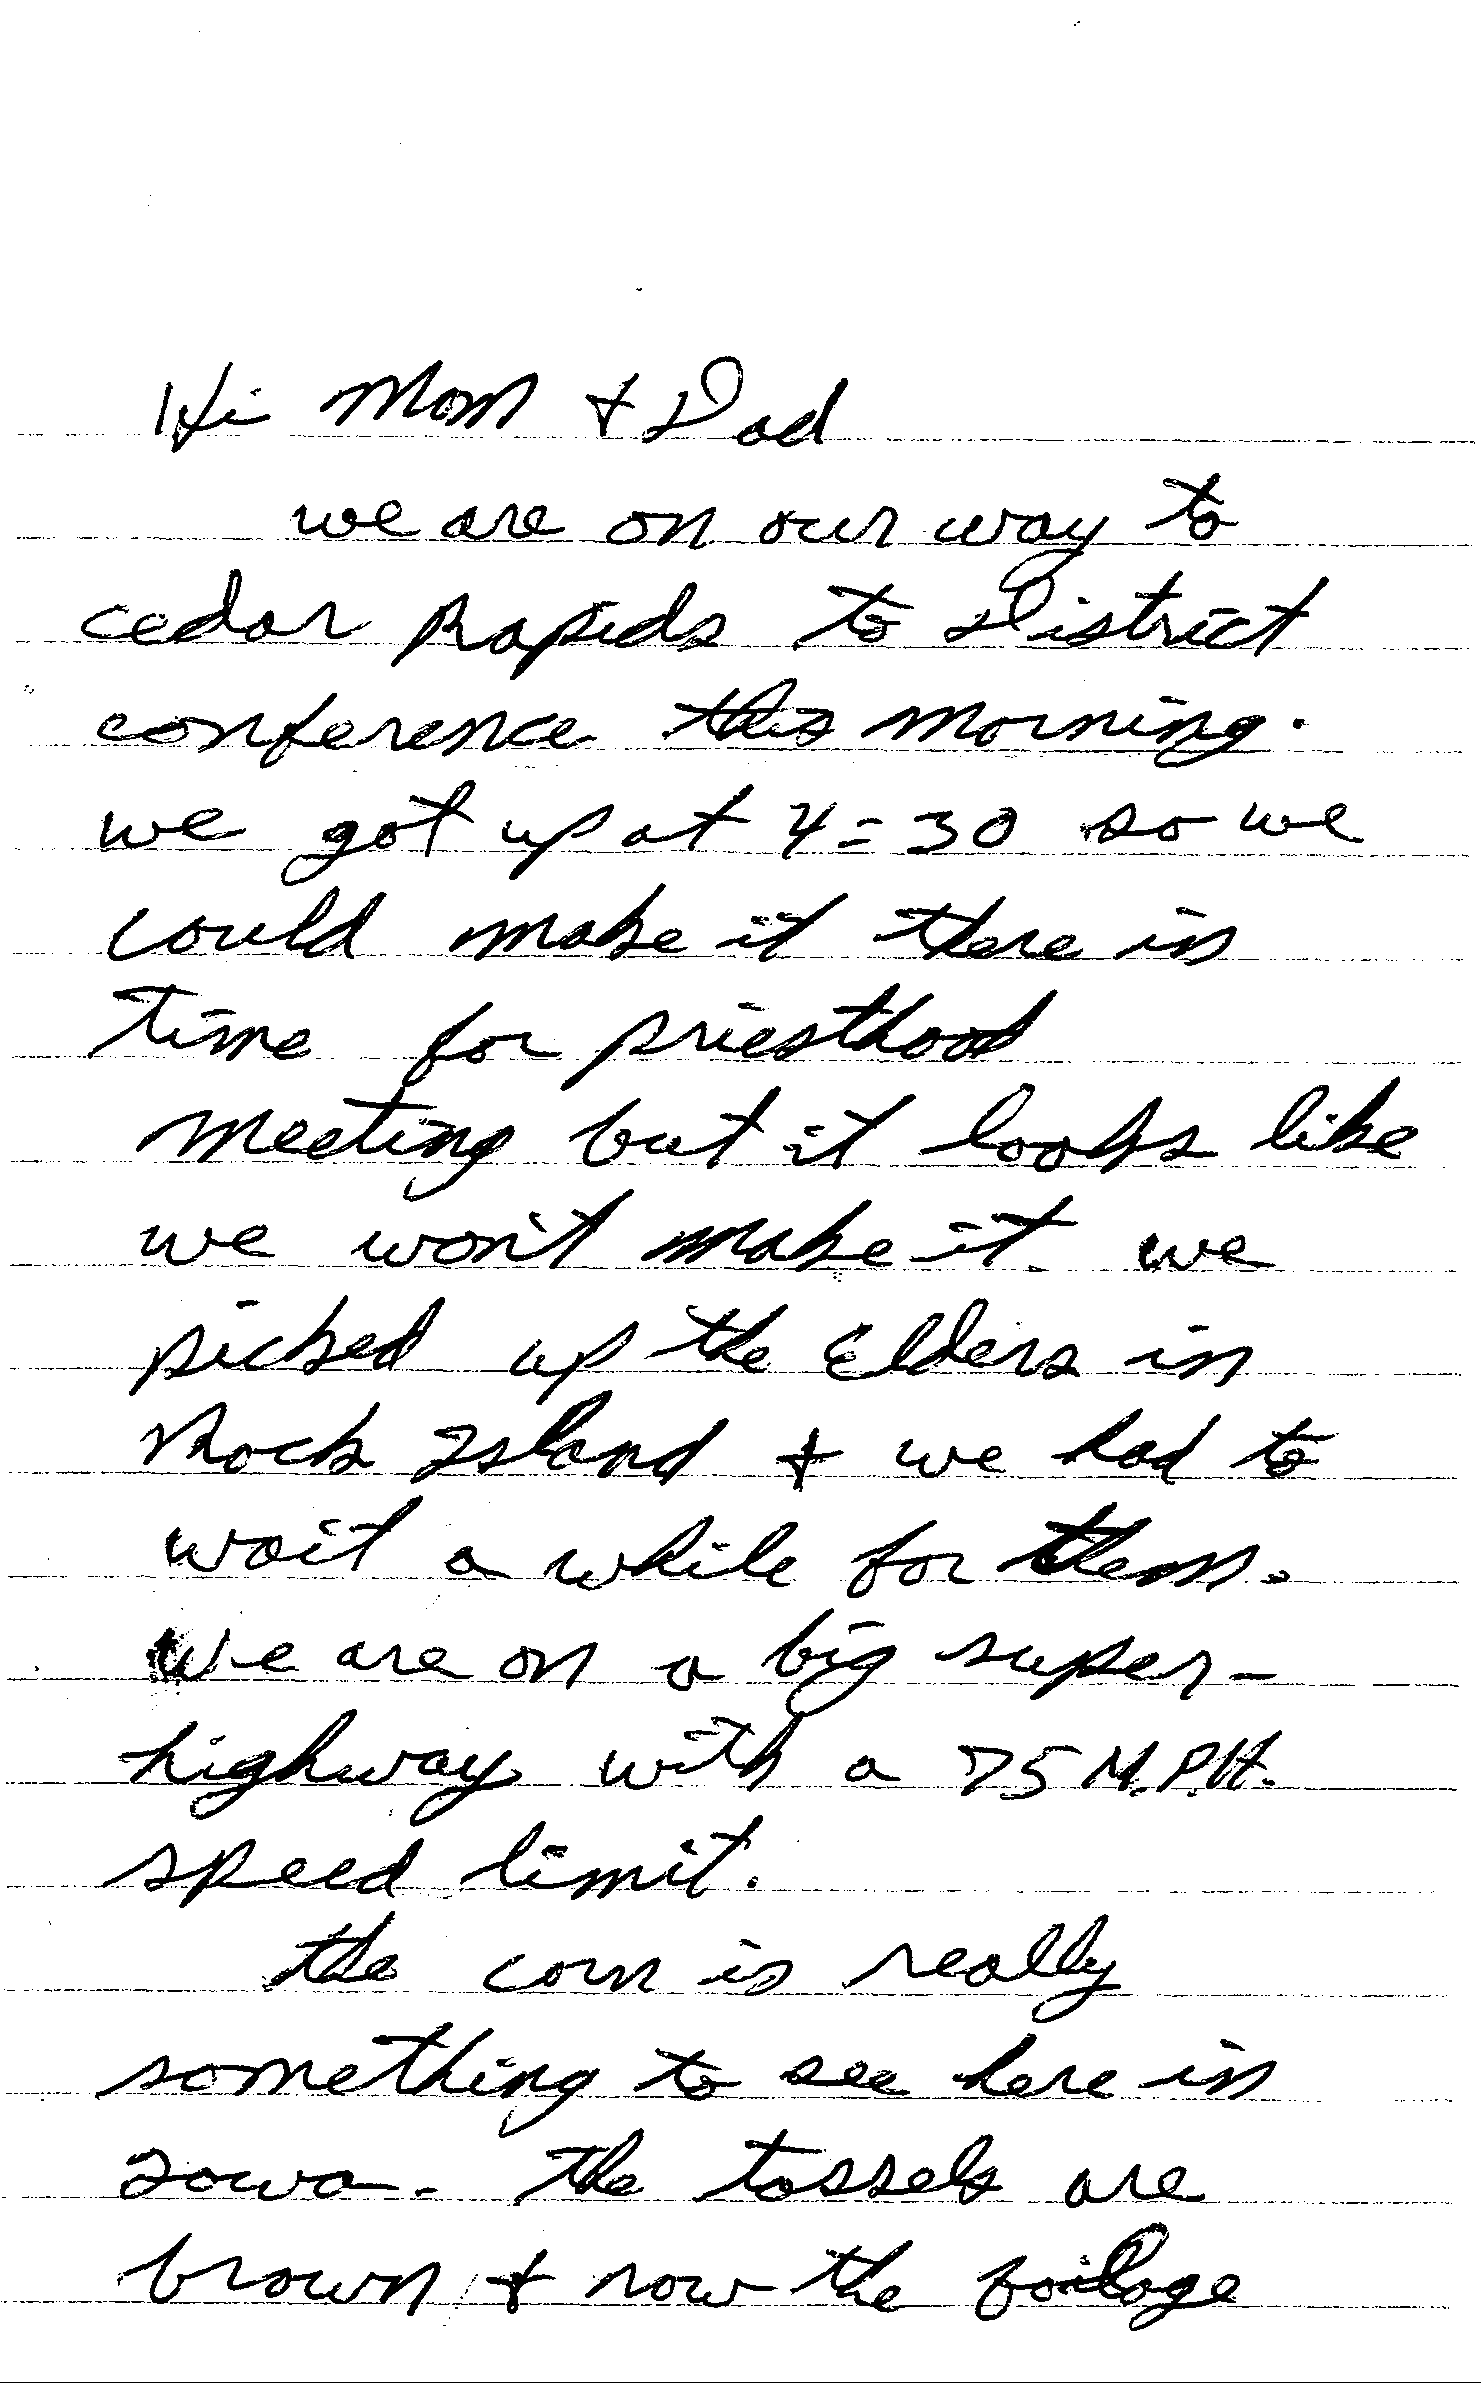 Hi Mom & Dad
we are on our way to
cedar Rapids to District
conference this morning.
we got up at 4:30 so we
could make it there in
time for priesthood
meeting but it looks like
we won't make it. we
picked up the Elders in
Rock Island & we had to
wait a while for them.
We are on a big super-
highway with a 75 M.P.H.
speed limit.
the corn is really
something to see here in
Iowa. the tassels are
brown & now the foilage